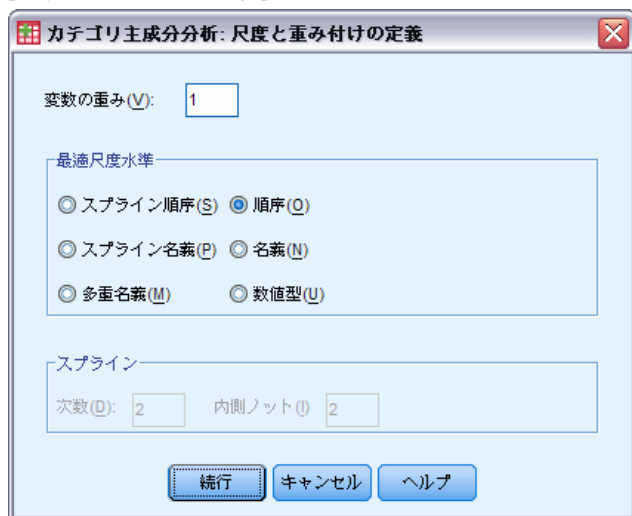 カテゴリ主成分分析: 尺度と重み付けの定義
変数の重み(V): 1
最適尺度水準
スプライン順序(S) 順序(O)
スプライン名義(P) 名義(N)
多重名義(M) 数値型(U)
スプライン
次数(D): 2 内側ノット(I) 2
続行 キャンセル ヘルプ